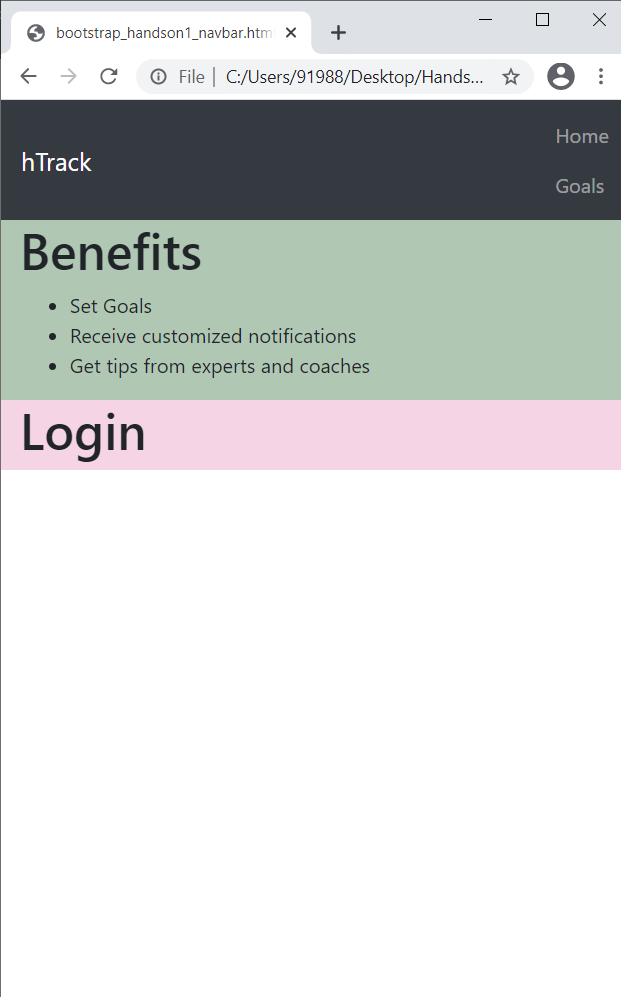 bootstrap_handson1_navbar.htm
File | C:/Users/91988/Desktop/Hands...
Home
hTrack
Goals
Benefits
• Set Goals
• Receive customized notifications
• Get tips from experts and coaches
Login